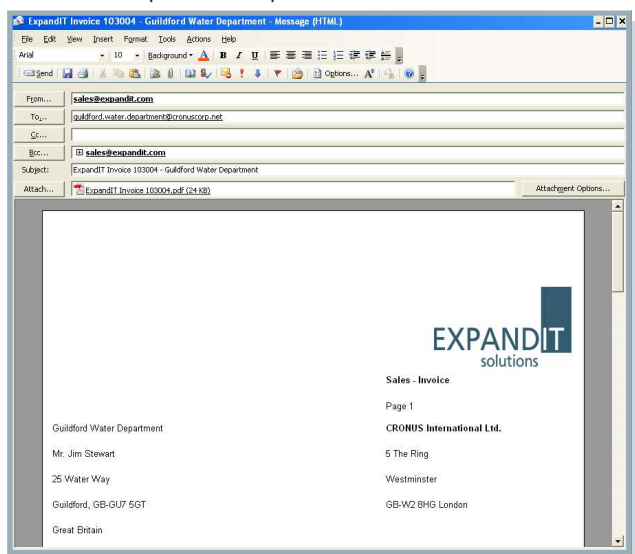 ExpandIT Invoice 103004 - Guildford Water Department - Message (HTML)
File Edit View Insert Format Tools Actions Help
Arial 10 Background A B I U
Send Options...
From... sales@expandit.com
To... guildford.water.department@cronuscorp.net
Cc...
Bcc... sales@expandit.com
Subject: ExpandIT Invoice 103004 - Guildford Water Department
Attach... ExpandIT Invoice 103004.pdf (24 KB) Attachment Options...
EXPANDIT
solutions
Sales - Invoice
Page 1
Guildford Water Department CRONUS International Ltd.
Mr. Jim Stewart 5 The Ring
25 Water Way Westminster
Guildford, GB-GU7 5GT GB-W2 8HG London
Great Britain